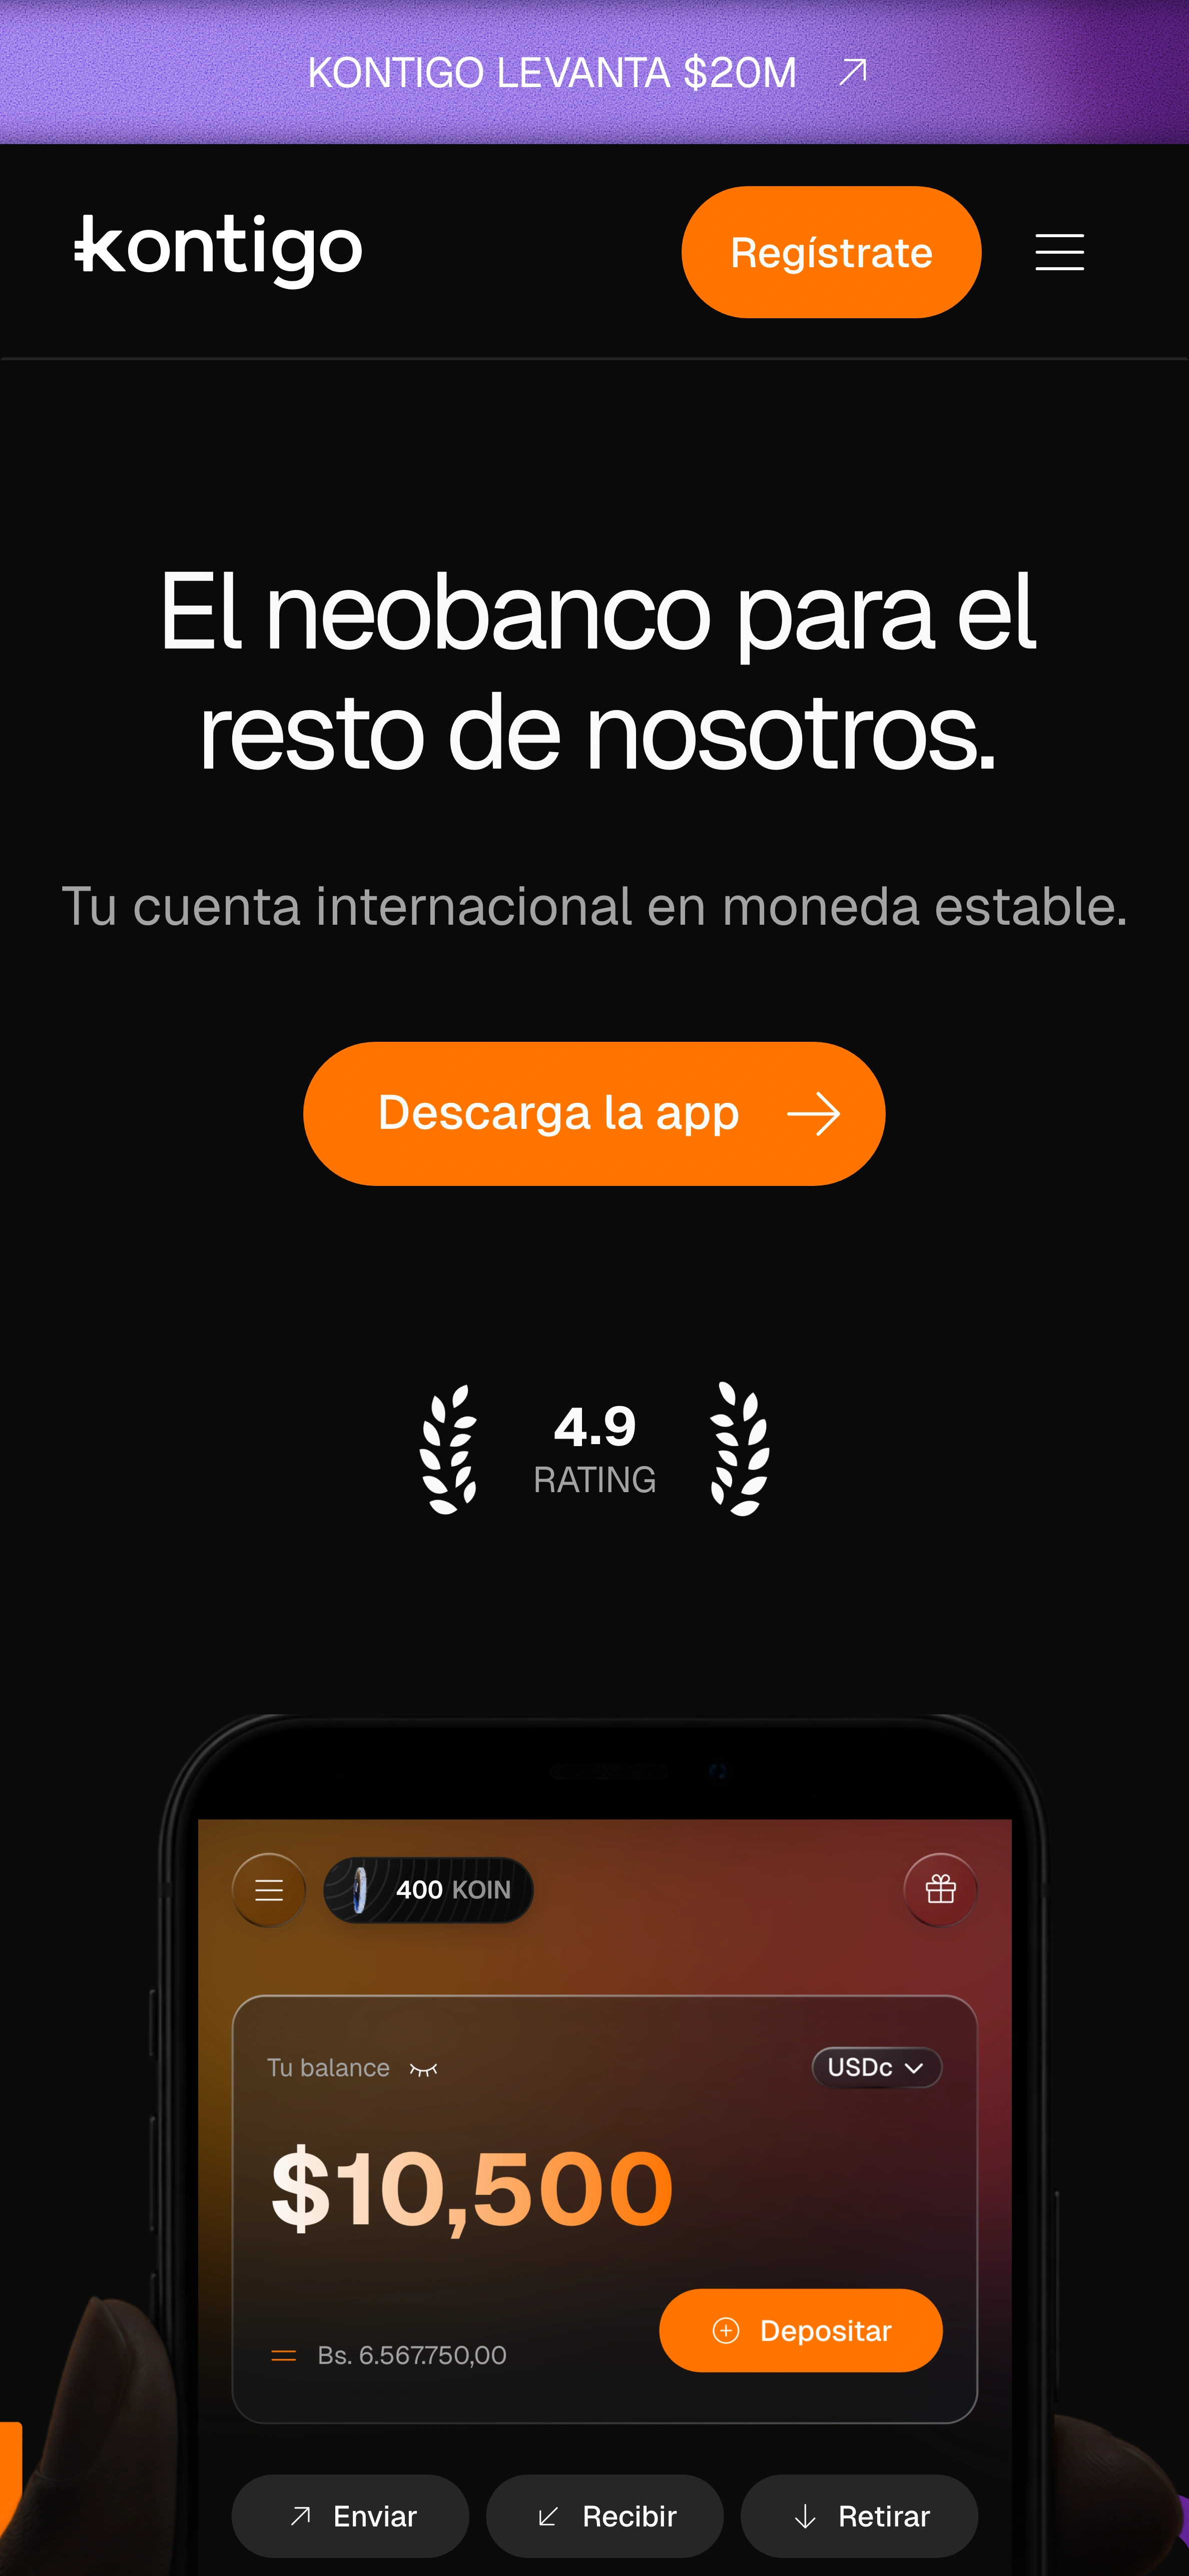 KONTIGO LEVANTA $20M
kontigo
Regístrate
El neobanco para el
resto de nosotros.
Tu cuenta internacional en moneda estable.
Descarga la app
4.9
RATING
400 KOIN
Tu balance
USDc
$10,500
= Bs. 6.567.750,00
Depositar
Enviar
Recibir
Retirar